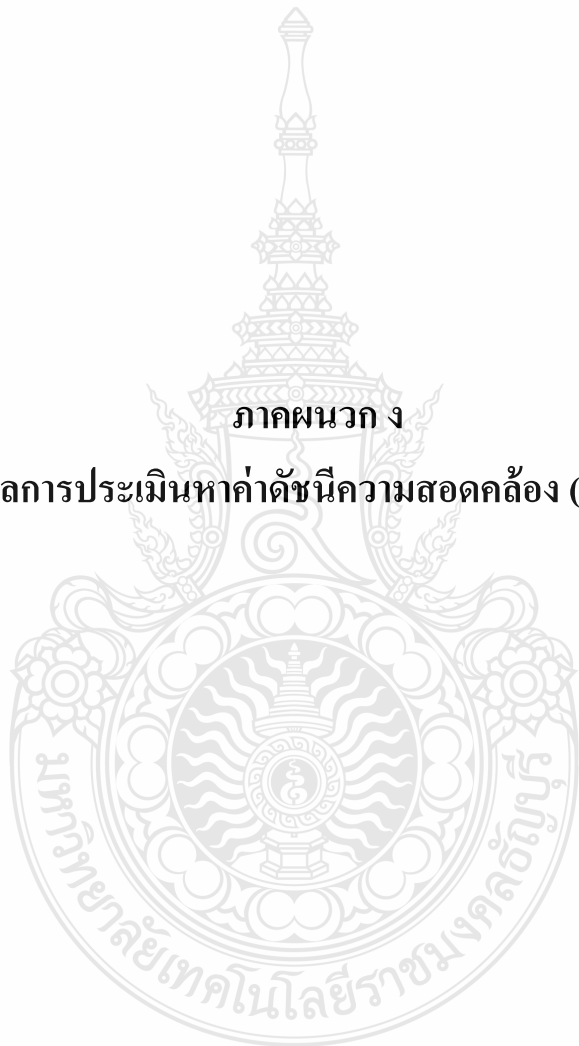 ภาคผนวก ง
ลการประเมินหาค่าดัชนีความสอดคล้อง (
มหาวิทยาลัยเทคโนโลยีราชมงคลธัญบุรี